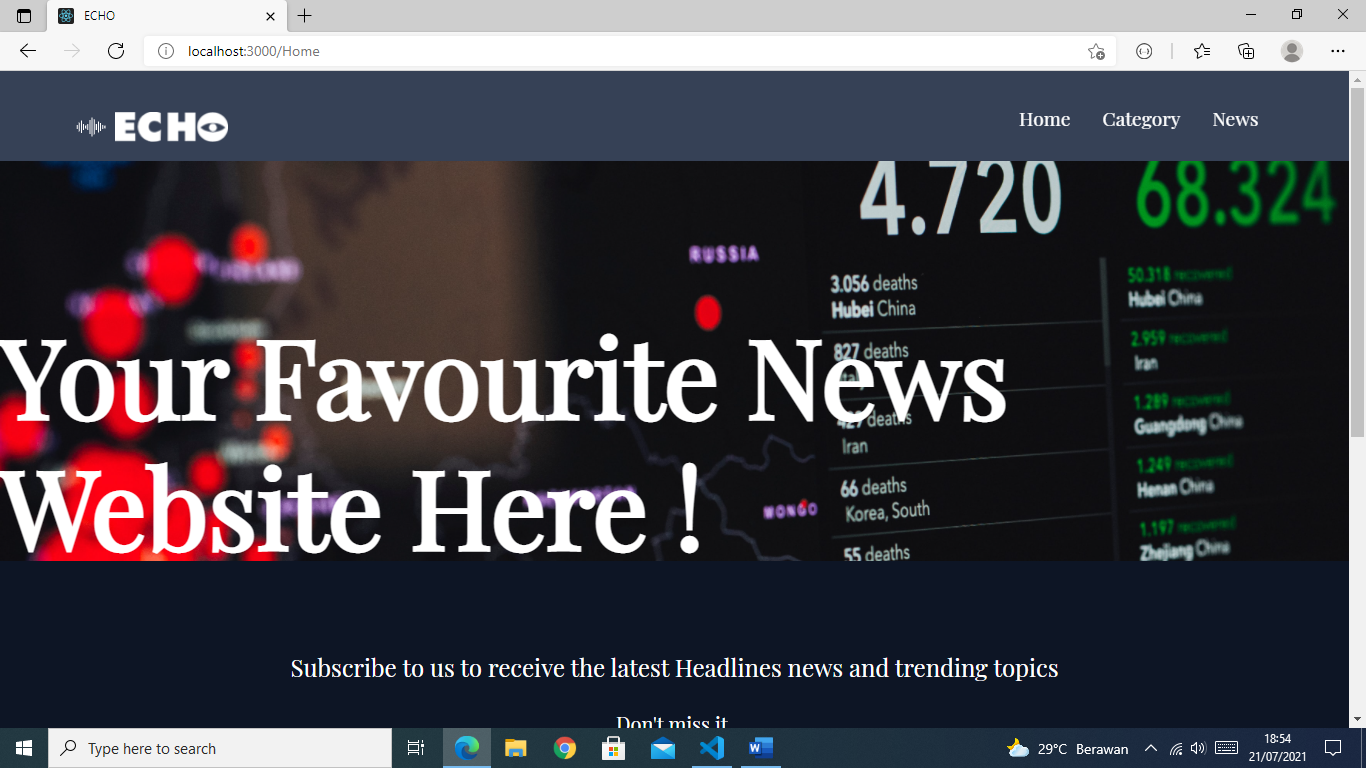 ECHO
localhost:3000/Home
ECHO
Home Category News
4.720
68.324
RUSSIA
3.056 deaths
Hubei China
50.318 recovered
Hubei China
827 deaths
2.959 recovered
Iran
427 deaths
Iran
1.289 recovered
Guangdong China
66 deaths
Korea, South
1.249 recovered
Henan China
55 deaths
1.197 recovered
Zhejiang China
Your Favourite News
Website Here !
Subscribe to us to receive the latest Headlines news and trending topics
Don't miss it
Type here to search
29°C Berawan
18:54
21/07/2021